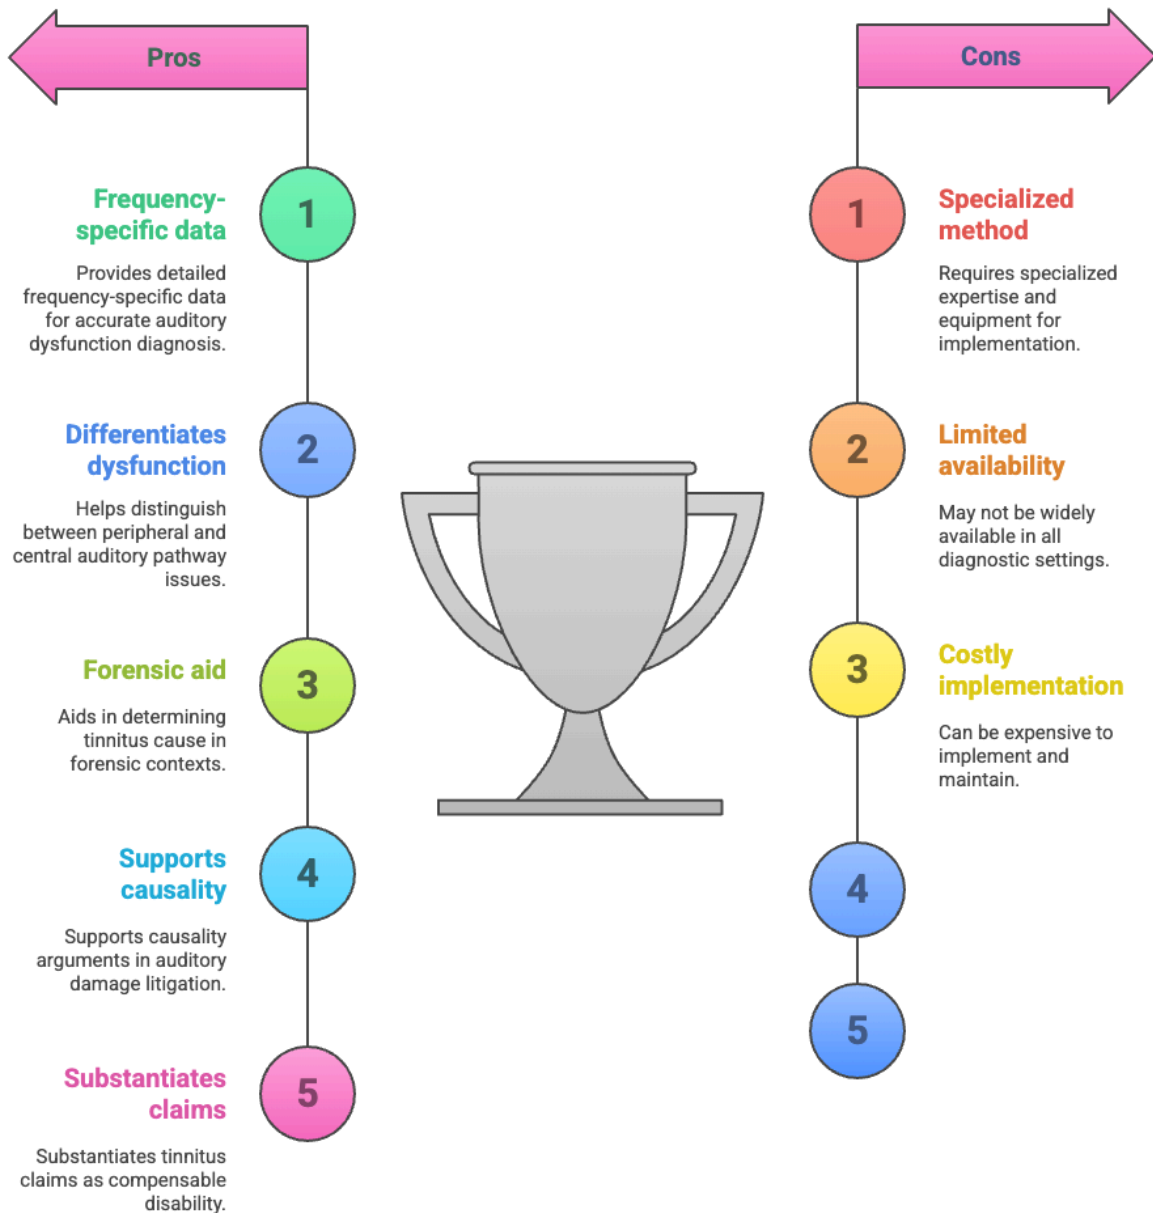 Pros
1
Frequency-
specific data
Provides detailed
frequency-specific data
for accurate auditory
dysfunction diagnosis.
2
Differentiates
dysfunction
Helps distinguish
between peripheral and
central auditory pathway
issues.
3
Forensic aid
Aids in determining
tinnitus cause in
forensic contexts.
4
Supports
causality
Supports causality
arguments in auditory
damage litigation.
5
Substantiates
claims
Substantiates tinnitus
claims as compensable
disability.
Cons
1
Specialized
method
Requires specialized
expertise and
equipment for
implementation.
2
Limited
availability
May not be widely
available in all
diagnostic settings.
3
Costly
implementation
Can be expensive to
implement and
maintain.
4
5